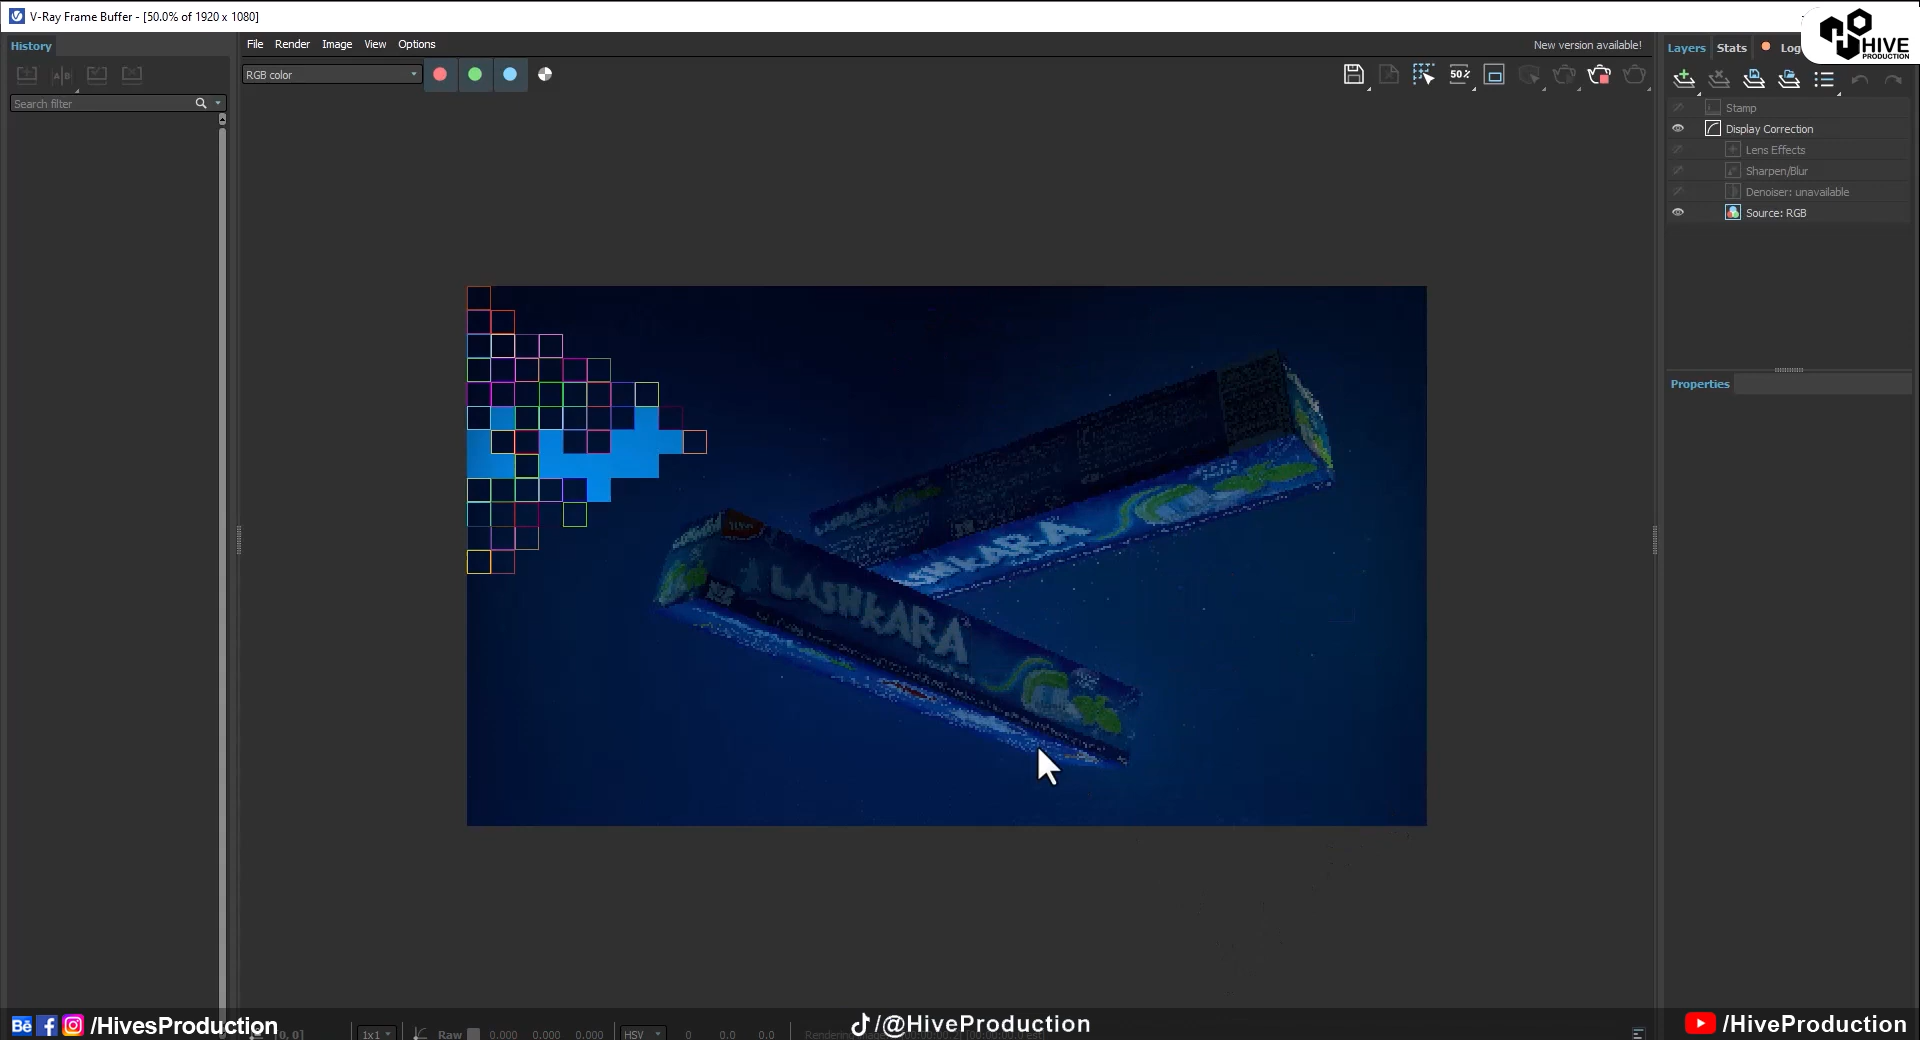 V-Ray Frame Buffer - [50.0% of 1920 x 1080]
History
File Render Image View Options
New version available!
Layers Stats Log
HIVE
PRODUCTION
RGB color
50%
Search filter
Stamp
Display Correction
Lens Effects
Sharpen/Blur
Denoiser: unavailable
Source: RGB
Properties
LASHKARA
/HivesProduction
/@HiveProduction
/HiveProduction
1x1
Raw
0.000 0.000 0.000
HSV
0 0.0 0.0